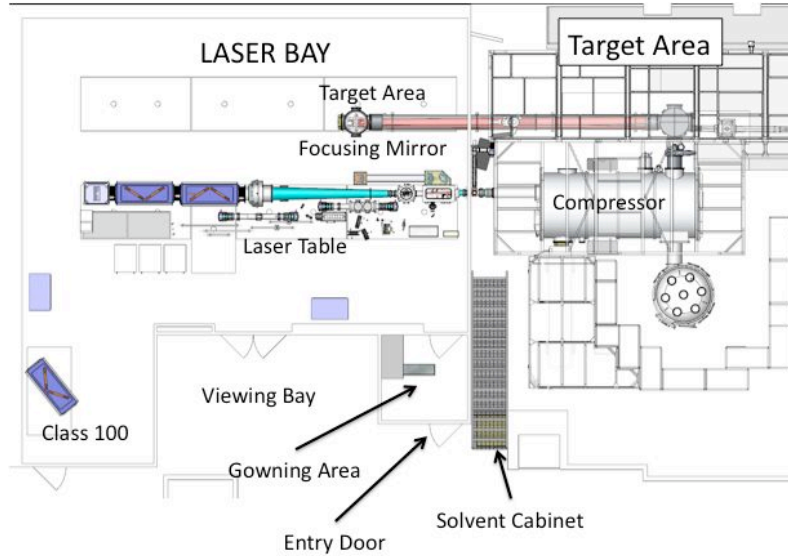 LASER BAY
Target Area
Target Area
Focusing Mirror
Compressor
Laser Table
Viewing Bay
Class 100
Gowning Area
Solvent Cabinet
Entry Door